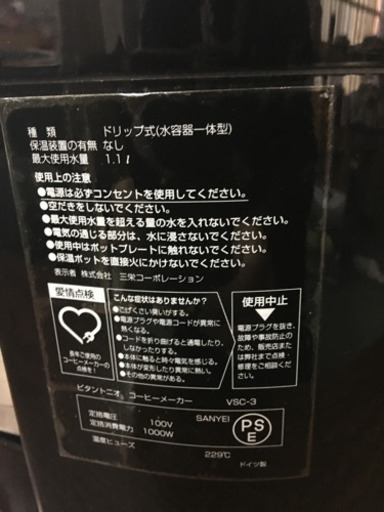 種類 ドリップ式(水容器一体型)
保温装置の有無 なし
最大使用水量 1.1ℓ
使用上の注意
●電源は必ずコンセントを使用してください。
●空だきをしないでください。
●最大使用水量を超える量の水を入れないでください。
●電気の通じる部分は、水に浸さないでください。
●使用中はホットプレートに触れないでください。
●保温ポットを直接火にかけないでください。
表示者 株式会社 三栄コーポレーション
愛情点検
長年ご使用の
コーヒーメーカーの
点検を!
こんな症状はありませんか?
●こげくさい臭いがする。
●電源プラグや電源コードが異常に
熱くなる。
●コードを折り曲げると通電したり、
しなかったりする。
●本体に触ると時々電気を感じる。
●本体が変形したり異常に熱い。
●その他の異常がある。
使用中止
電源プラグを抜き、
故障や事故防止の
ため、販売店また
は弊社まで点検・
修理をご相談くだ
さい。
ビタントニオ コーヒーメーカー VSC-3
定格電圧 100V SANYEI
定格消費電力 1000W
温度ヒューズ 229℃
PS
E
ドイツ製